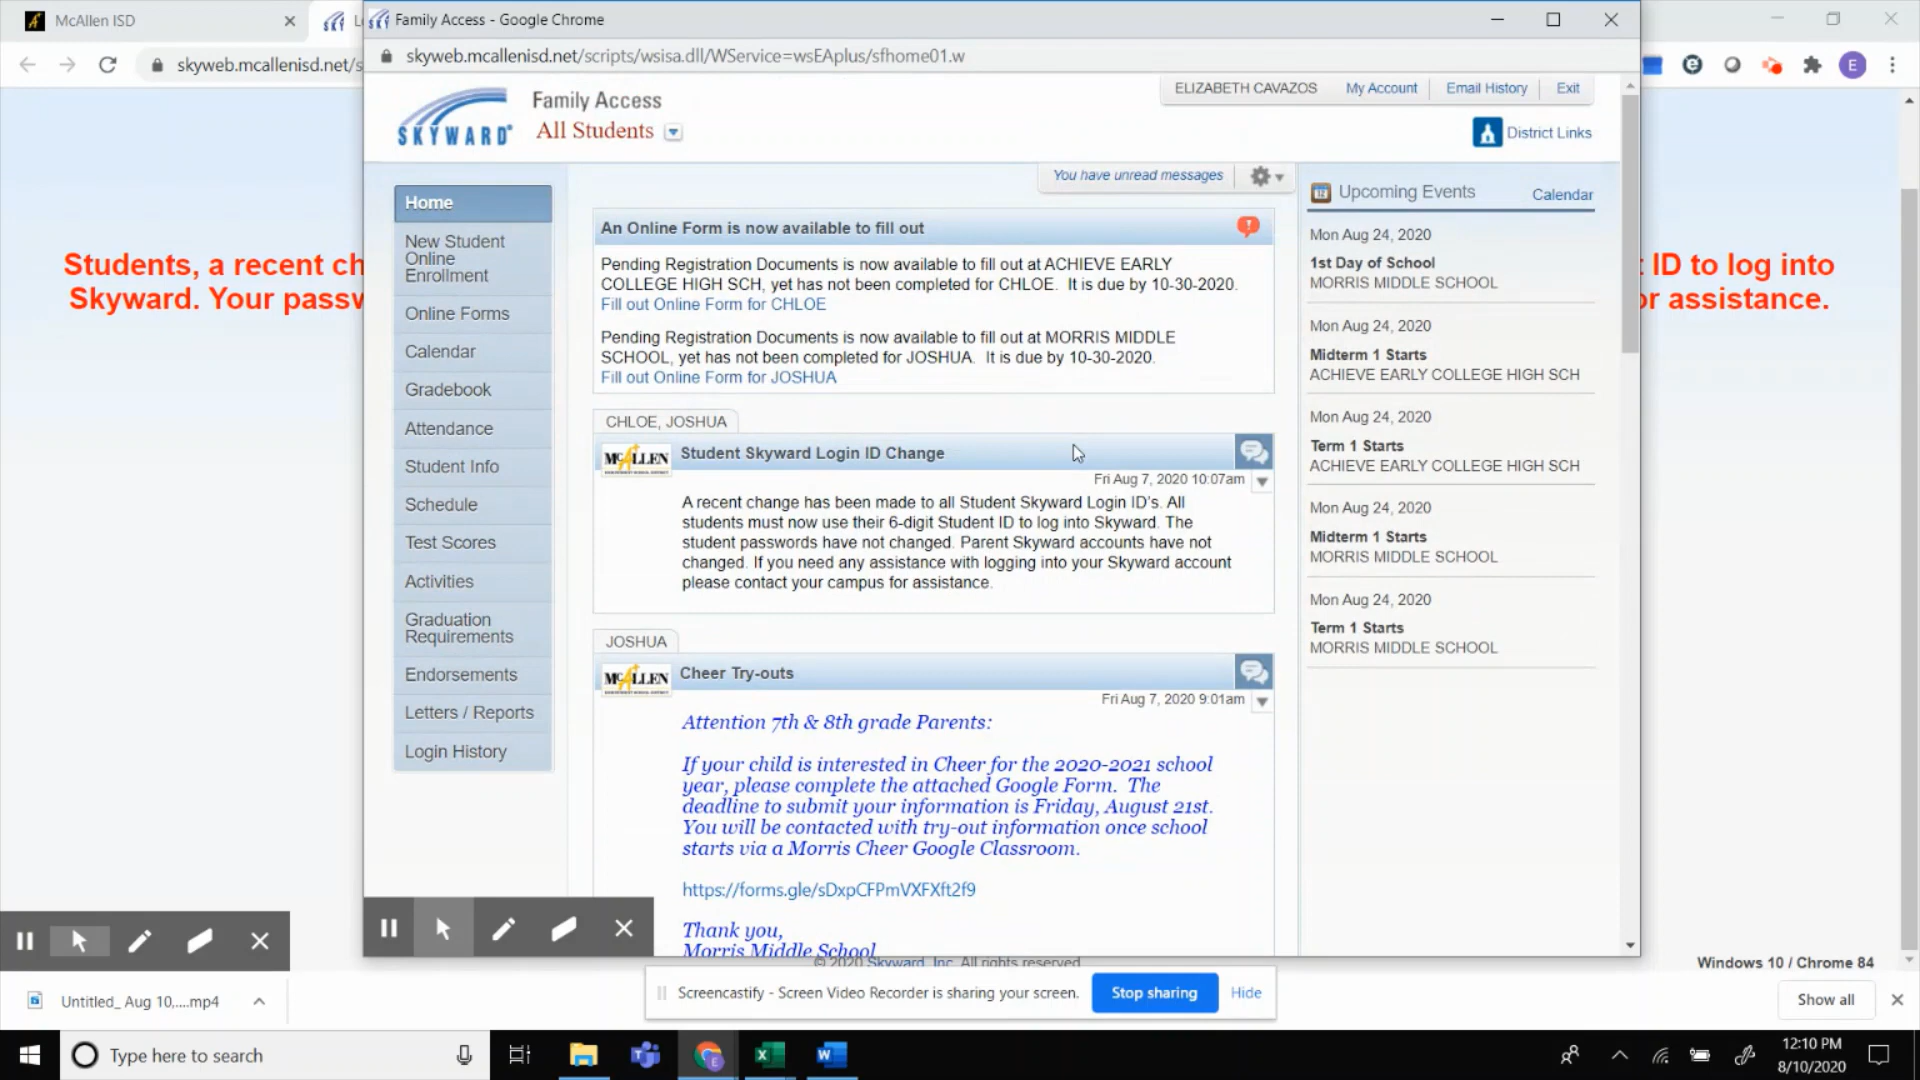 McAllen ISD
Family Access - Google Chrome
skyweb.mcallenisd.net/s
skyweb.mcallenisd.net/scripts/wsisa.dll/WService=wsEAplus/sfhome01.w
E
SKYWARD
Family Access
All Students
ELIZABETH CAVAZOS
My Account
Email History
Exit
District Links
Students, a recent ch
Skyward. Your passw
ID to log into
or assistance.
Home
New Student
Online
Enrollment
Online Forms
Calendar
Gradebook
Attendance
Student Info
Schedule
Test Scores
Activities
Graduation
Requirements
Endorsements
Letters / Reports
Login History
You have unread messages
An Online Form is now available to fill out
Pending Registration Documents is now available to fill out at ACHIEVE EARLY
COLLEGE HIGH SCH, yet has not been completed for CHLOE. It is due by 10-30-2020.
Fill out Online Form for CHLOE
Pending Registration Documents is now available to fill out at MORRIS MIDDLE
SCHOOL, yet has not been completed for JOSHUA. It is due by 10-30-2020.
Fill out Online Form for JOSHUA
CHLOE, JOSHUA
McALLEN
Student Skyward Login ID Change
Fri Aug 7, 2020 10:07am
A recent change has been made to all Student Skyward Login ID's. All
students must now use their 6-digit Student ID to log into Skyward. The
student passwords have not changed. Parent Skyward accounts have not
changed. If you need any assistance with logging into your Skyward account
please contact your campus for assistance.
JOSHUA
McALLEN
Cheer Try-outs
Fri Aug 7, 2020 9:01am
Attention 7th & 8th grade Parents:
If your child is interested in Cheer for the 2020-2021 school
year, please complete the attached Google Form. The
deadline to submit your information is Friday, August 21st.
You will be contacted with try-out information once school
starts via a Morris Cheer Google Classroom.
https://forms.gle/sDxpCFPmVXFXft2f9
Thank you,
Morris Middle School
Upcoming Events
Calendar
Mon Aug 24, 2020
1st Day of School
MORRIS MIDDLE SCHOOL
Mon Aug 24, 2020
Midterm 1 Starts
ACHIEVE EARLY COLLEGE HIGH SCH
Mon Aug 24, 2020
Term 1 Starts
ACHIEVE EARLY COLLEGE HIGH SCH
Mon Aug 24, 2020
Midterm 1 Starts
MORRIS MIDDLE SCHOOL
Mon Aug 24, 2020
Term 1 Starts
MORRIS MIDDLE SCHOOL
© 2020 Skyward, Inc. All rights reserved
Windows 10 / Chrome 84
Untitled_ Aug 10,....mp4
Screencastify - Screen Video Recorder is sharing your screen.
Stop sharing
Hide
Show all
Type here to search
12:10 PM
8/10/2020